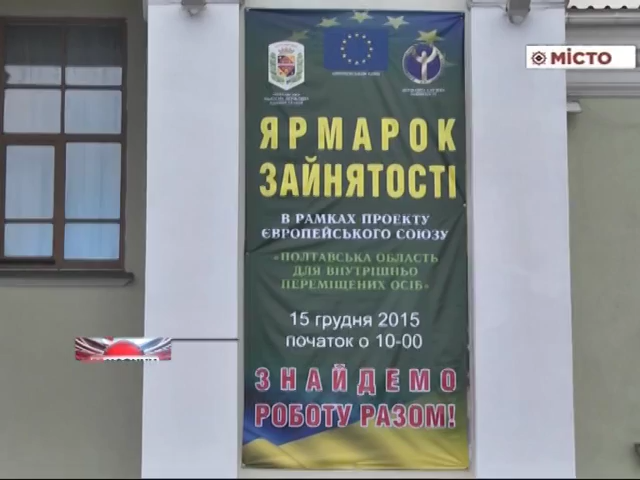 МІСТО
ЯРМАРОК
ЗАЙНЯТОСТІ
В РАМКАХ ПРОЕКТУ
ЄВРОПЕЙСЬКОГО СОЮЗУ
«ПОЛТАВСЬКА ОБЛАСТЬ
ДЛЯ ВНУТРІШНЬО
ПЕРЕМІЩЕНИХ ОСІБ»
15 грудня 2015
початок о 10-00
ЗНАЙДЕМО
РОБОТУ РАЗОМ!